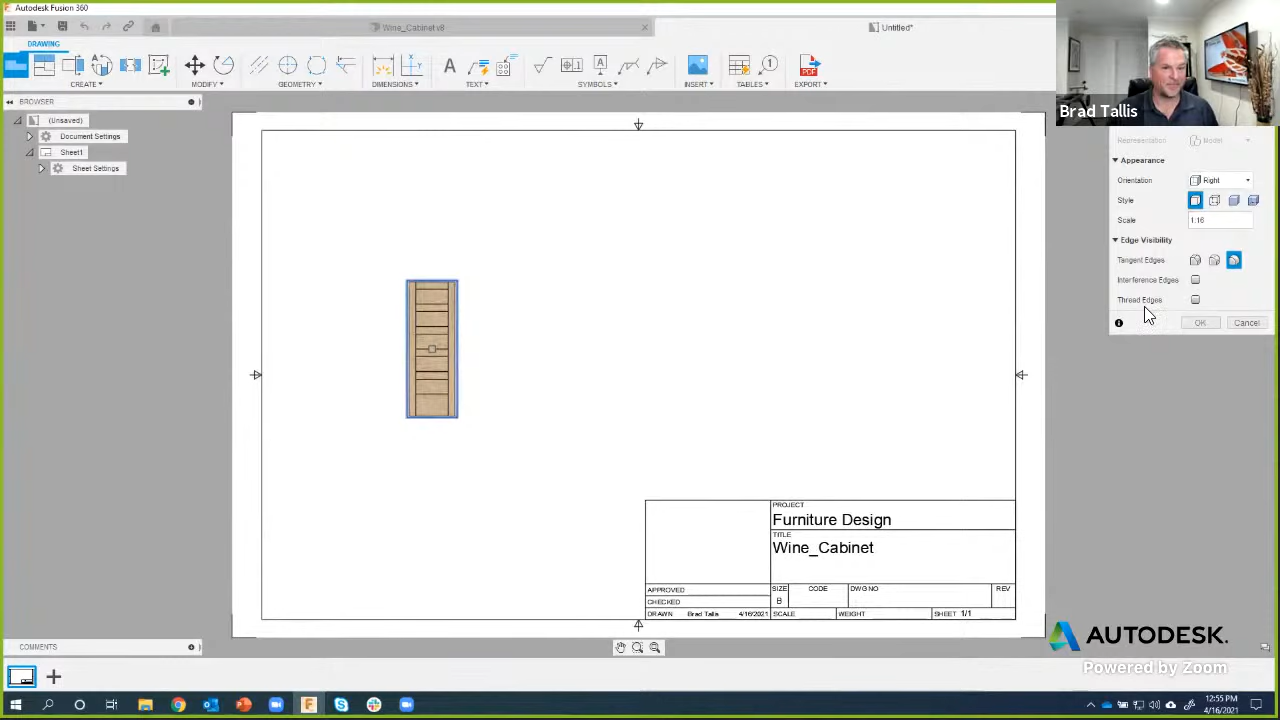 Autodesk Fusion 360
Wine_Cabinet v8
Untitled*
DRAWING
CREATE
MODIFY
GEOMETRY
DIMENSIONS
TEXT
SYMBOLS
INSERT
TABLES
EXPORT
PDF
Brad Tallis
BROWSER
(Unsaved)
Document Settings
Sheet1
Sheet Settings
Representation
Model
Appearance
Orientation
Right
Style
Scale
1:16
Edge Visibility
Tangent Edges
Interference Edges
Thread Edges
OK
Cancel
PROJECT
Furniture Design
TITLE
Wine_Cabinet
APPROVED
SIZE
CODE
DWG NO
REV
CHECKED
B
DRAWN
Brad Tallis
4/16/2021
SCALE
WEIGHT
SHEET 1/1
COMMENTS
AUTODESK.
Powered by Zoom
12:55 PM
4/16/2021